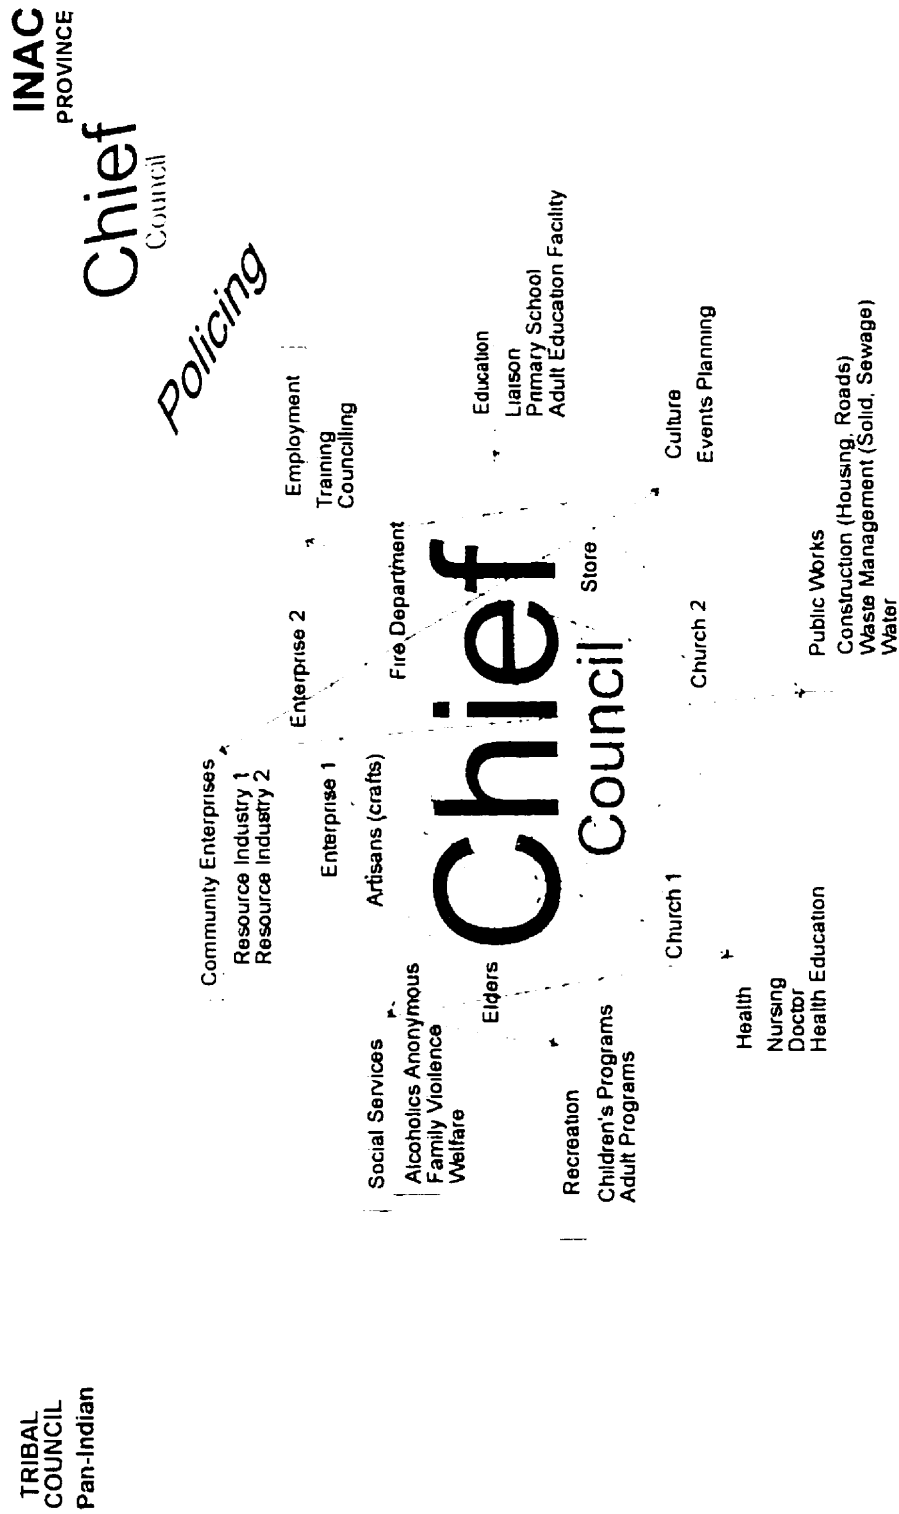 TRIBAL
COUNCIL
Pan-Indian
INAC
PROVINCE
Chief
Council
Policing
Community Enterprises
Resource Industry 1
Resource Industry 2
Enterprise 2
Employment
Training
Councilling
Enterprise 1
Artisans (crafts)
Fire Department
Social Services
Alcoholics Anonymous
Family Vioilence
Welfare
Elders
Chief
Council
Store
Education
Liaison
Primary School
Adult Education Facility
Recreation
Children's Programs
Adult Programs
Church 1
Church 2
Culture
Events Planning
Health
Nursing
Doctor
Health Education
Public Works
Construction (Housing, Roads)
Waste Management (Solid, Sewage)
Water